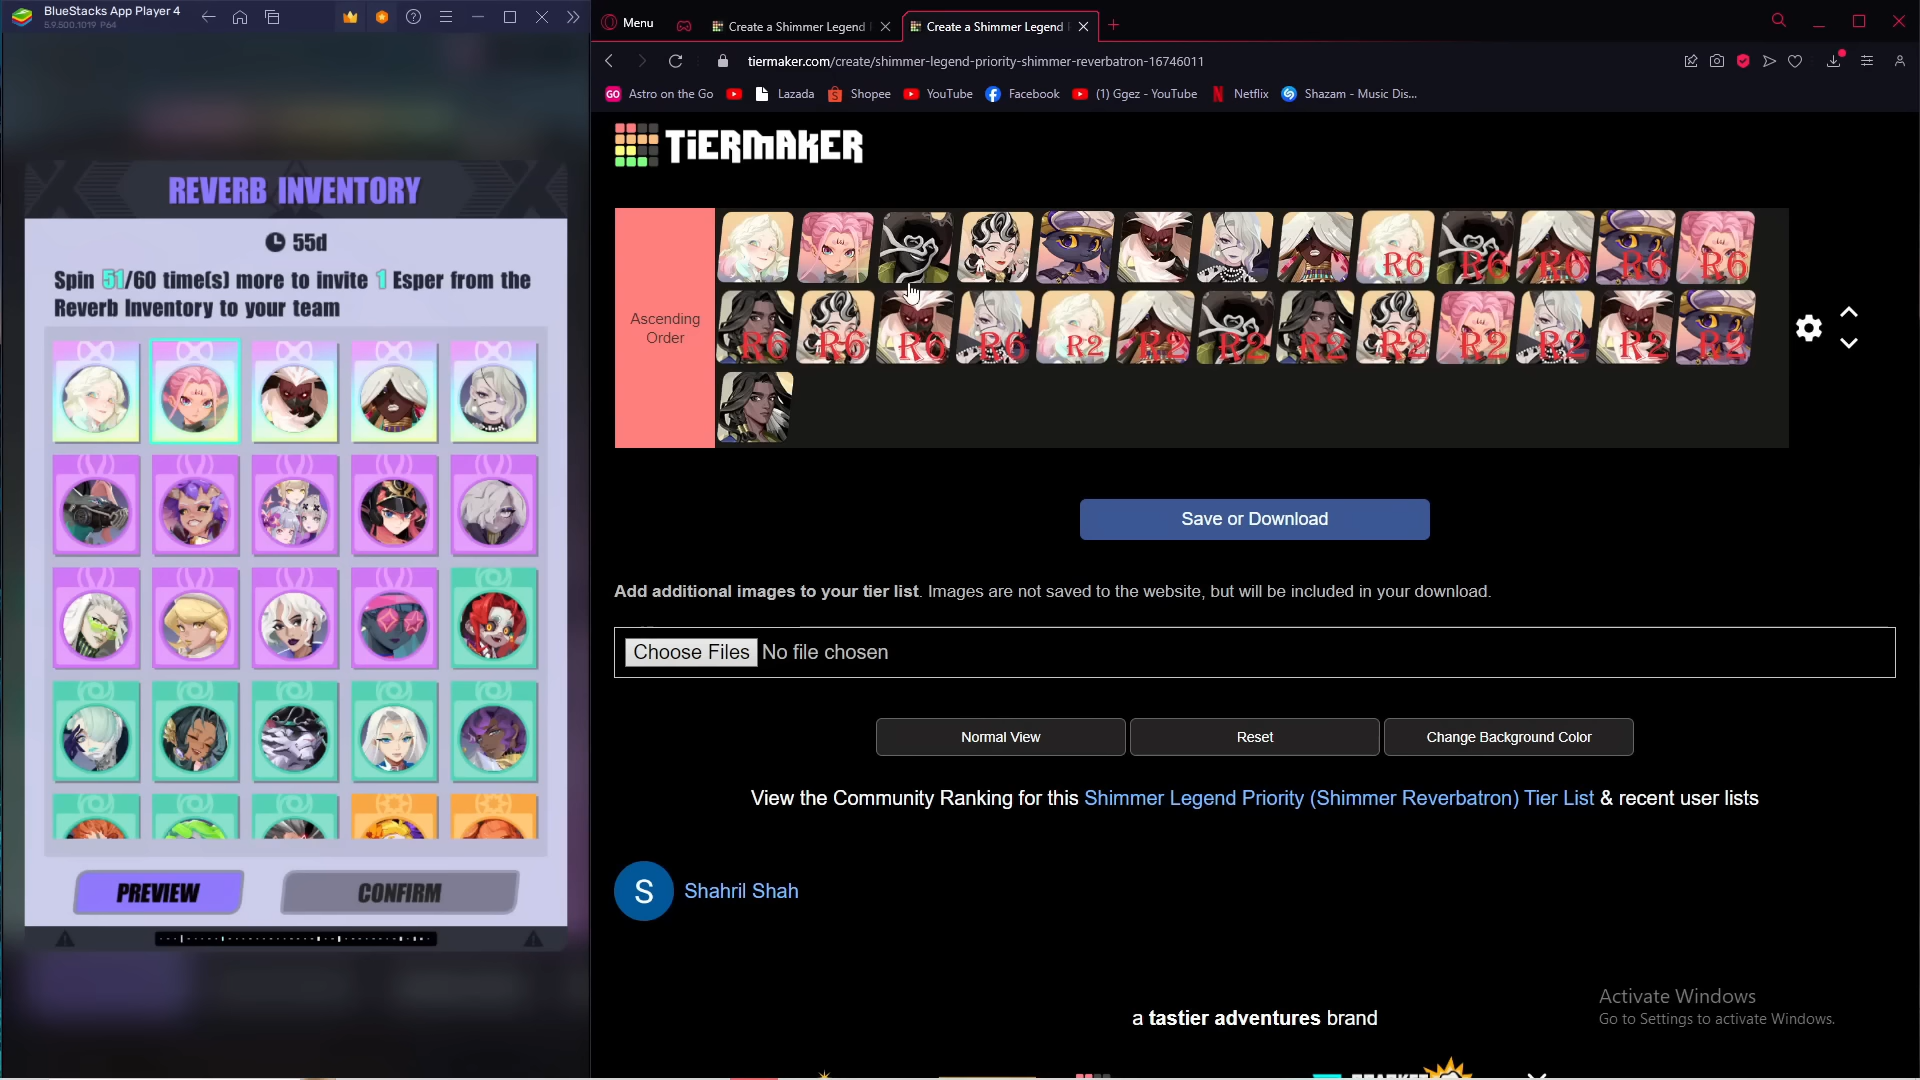 BlueStacks App Player 4
5.9.500.1019 P64
REVERB INVENTORY
55d
Spin 51/60 time(s) more to invite 1 Esper from the
Reverb Inventory to your team
PREVIEW
CONFIRM
Menu
Create a Shimmer Legend
Create a Shimmer Legend
tiermaker.com/create/shimmer-legend-priority-shimmer-reverbatron-16746011
GO Astro on the Go
Lazada
Shopee
YouTube
Facebook
(1) Ggez - YouTube
Netflix
Shazam - Music Dis...
TIERMAKER
Ascending
Order
R6 R6 R6 R6 R6
R6 R6 R6 R6 R2 R2 R2 R2 R2 R2 R2 R2 R2
Save or Download
Add additional images to your tier list. Images are not saved to the website, but will be included in your download.
Choose Files No file chosen
Normal View
Reset
Change Background Color
View the Community Ranking for this Shimmer Legend Priority (Shimmer Reverbatron) Tier List & recent user lists
S Shahril Shah
a tastier adventures brand
Activate Windows
Go to Settings to activate Windows.